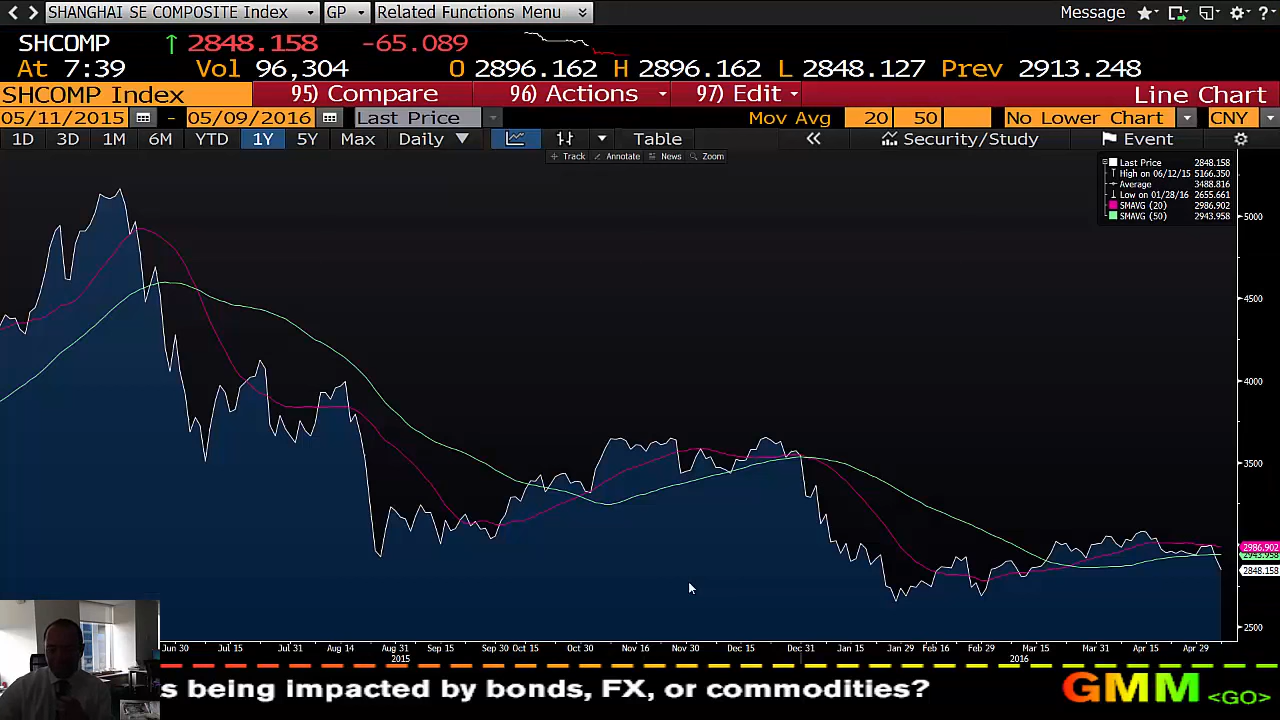 SHANGHAI SE COMPOSITE Index GP Related Functions Menu Message ?
SHCOMP ↑ 2848.158 -65.089
At 7:39 Vol 96,304 O 2896.162 H 2896.162 L 2848.127 Prev 2913.248
SHCOMP Index 95) Compare 96) Actions 97) Edit Line Chart
05/11/2015 - 05/09/2016 Last Price Mov Avg 20 50 No Lower Chart CNY
1D 3D 1M 6M YTD 1Y 5Y Max Daily Table « Security/Study Event
Track Annotate News Zoom
Last Price 2848.158
High on 06/12/15 5166.350
Average 3488.816
Low on 01/28/16 2655.661
SMAVG (20) 2986.902
SMAVG (50) 2943.958
5000
4500
4000
3500
2986.902
2943.958
2848.158
2500
Jun 30 Jul 15 Jul 31 Aug 14 Aug 31 Sep 15 Sep 30 Oct 15 Oct 30 Nov 16 Nov 30 Dec 15 Dec 31 Jan 15 Jan 29 Feb 16 Feb 29 Mar 15 Mar 31 Apr 15 Apr 29
2015 2016
s being impacted by bonds, FX, or commodities? GMM <GO>